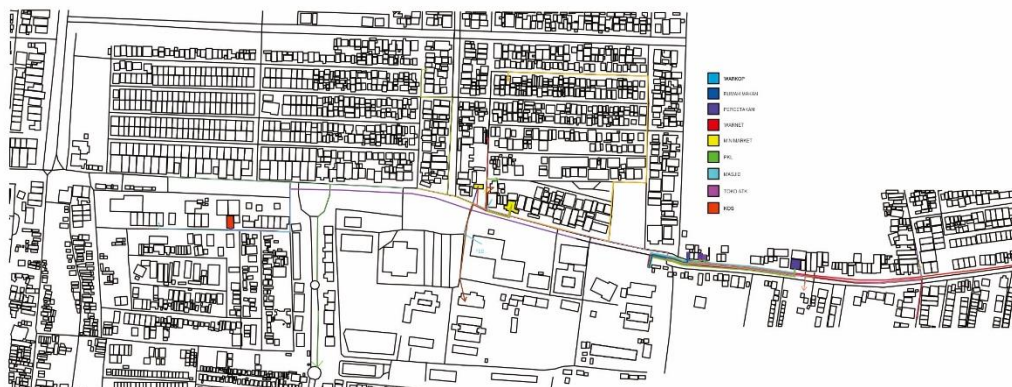 WARKOP
RUMAH MAKAN
PERCETAKAN
WARNET
MINIMARKET
PKL
MASJID
TOKO ATK
KOS